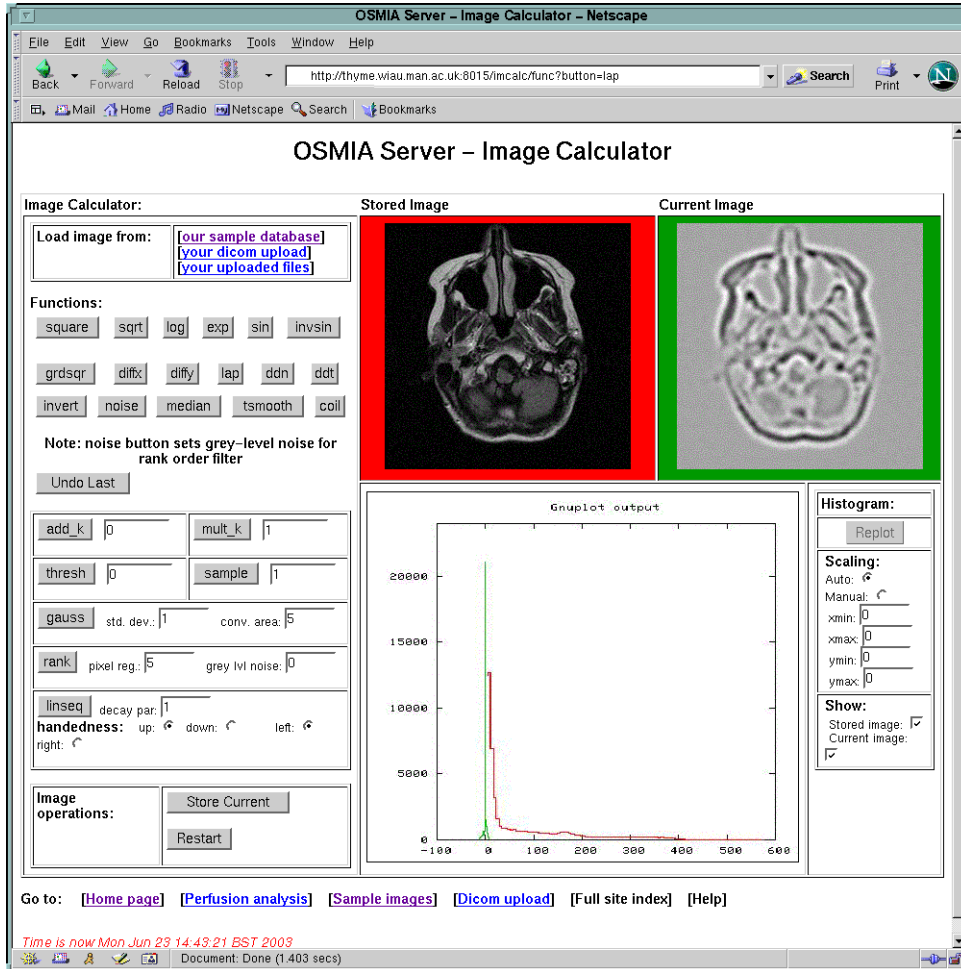 OSMIA Server – Image Calculator – Netscape
File Edit View Go Bookmarks Tools Window Help
Back Forward Reload Stop http://thyme.wiau.man.ac.uk:8015/imcalc/func?button=lap Search Print N
Mail Home Radio Netscape Search Bookmarks
OSMIA Server – Image Calculator
Image Calculator: Stored Image Current Image
Load image from: [our sample database]
[your dicom upload]
[your uploaded files]
Functions:
square sqrt log exp sin invsin
grdsqr diffx diffy lap ddn ddt
invert noise median tsmooth coil
Note: noise button sets grey-level noise for
rank order filter
Undo Last
add_k 0 mult_k 1
thresh 0 sample 1
gauss std. dev.: 1 conv. area: 5
rank pixel reg.: 5 grey lvl noise: 0
linseq decay par: 1
handedness: up: down: left:
right:
Image
operations:
Store Current
Restart
Gnuplot output
20000
15000
10000
5000
0
-100 0 100 200 300 400 500 600
Histogram:
Replot
Scaling:
Auto:
Manual:
xmin: 0
xmax: 0
ymin: 0
ymax: 0
Show:
Stored image:
Current image:
Go to: [Home page] [Perfusion analysis] [Sample images] [Dicom upload] [Full site index] [Help]
Time is now Mon Jun 23 14:43:21 BST 2003
Document: Done (1.403 secs)